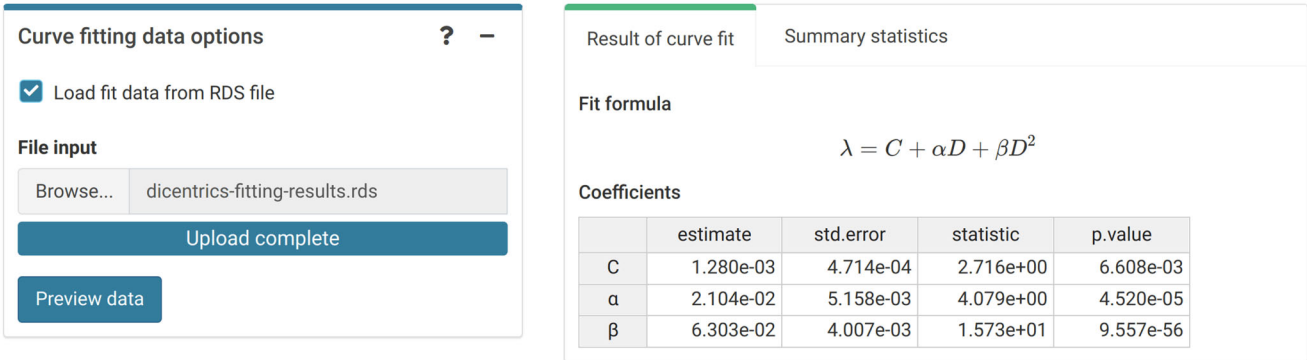 Curve fitting data options ? −
Load fit data from RDS file
File input
Browse... dicentrics-fitting-results.rds
Upload complete
Preview data
Result of curve fit Summary statistics
Fit formula
λ = C + αD + βD²
Coefficients
estimate std.error statistic p.value
C 1.280e-03 4.714e-04 2.716e+00 6.608e-03
α 2.104e-02 5.158e-03 4.079e+00 4.520e-05
β 6.303e-02 4.007e-03 1.573e+01 9.557e-56